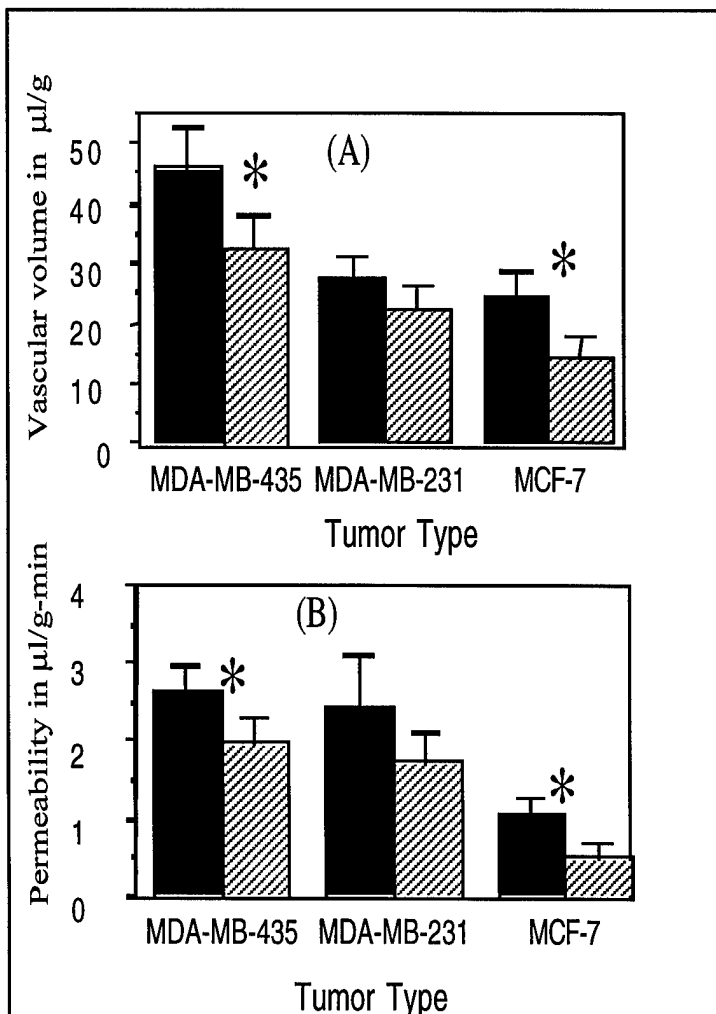 Vascular volume in µl/g
50
40
30
20
10
0
(A)
*
*
MDA-MB-435 MDA-MB-231 MCF-7
Tumor Type
Permeability in µl/g-min
4
3
2
1
0
(B)
*
*
MDA-MB-435 MDA-MB-231 MCF-7
Tumor Type